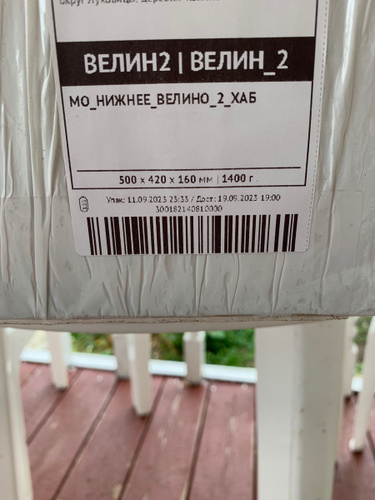 ВЕЛИН2 | ВЕЛИН_2
МО_НИЖНЕЕ_ВЕЛИНО_2_ХАБ
500 x 420 x 160 мм | 1400 г.
Упак: 11.09.2023 23:33 / Дост: 19.09.2023 19:00
300182140810000